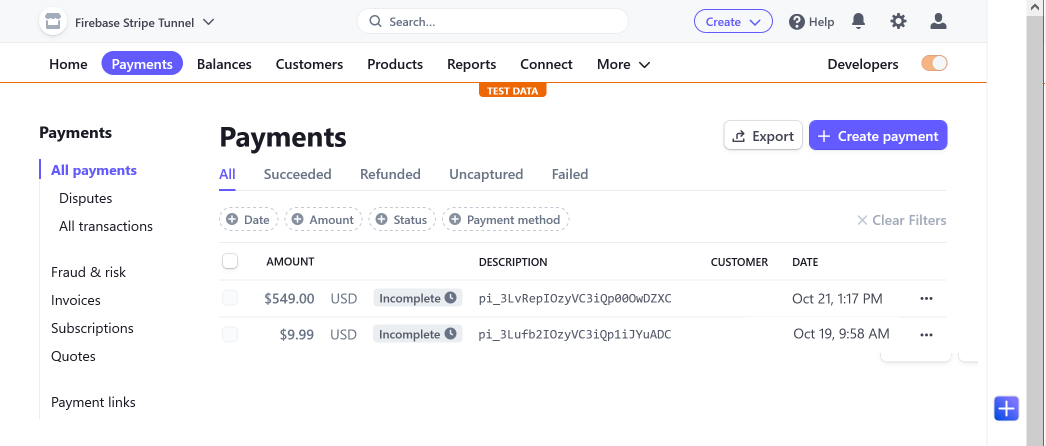 Firebase Stripe Tunnel
Search...
Create
Help
Home Payments Balances Customers Products Reports Connect More Developers
TEST DATA
Payments
All payments
Disputes
All transactions
Fraud & risk
Invoices
Subscriptions
Quotes
Payment links
Payments
Export
Create payment
All Succeeded Refunded Uncaptured Failed
Date Amount Status Payment method Clear Filters
AMOUNT DESCRIPTION CUSTOMER DATE
$549.00 USD Incomplete pi_3LvRepIOzyVC3iQp00OwDZXC Oct 21, 1:17 PM
$9.99 USD Incomplete pi_3Lufb2IOzyVC3iQp1iJYuADC Oct 19, 9:58 AM